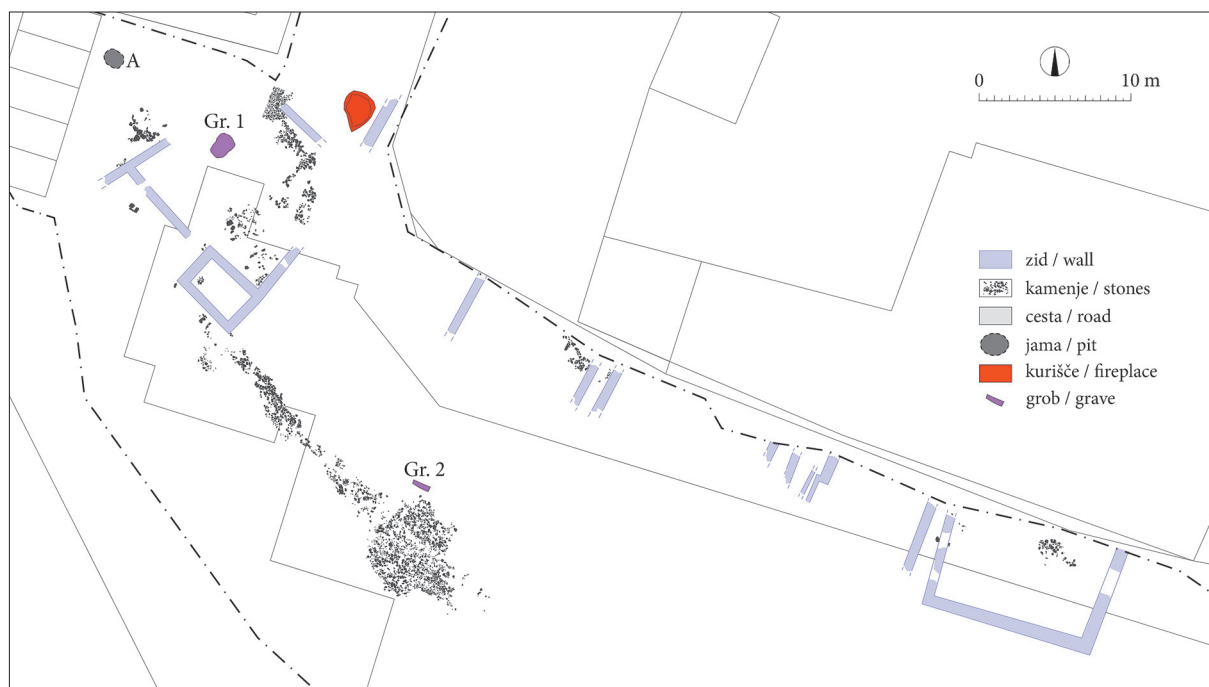 A
Gr. 1
0 10 m
zid / wall
kamenje / stones
cesta / road
jama / pit
kurišče / fireplace
grob / grave
Gr. 2